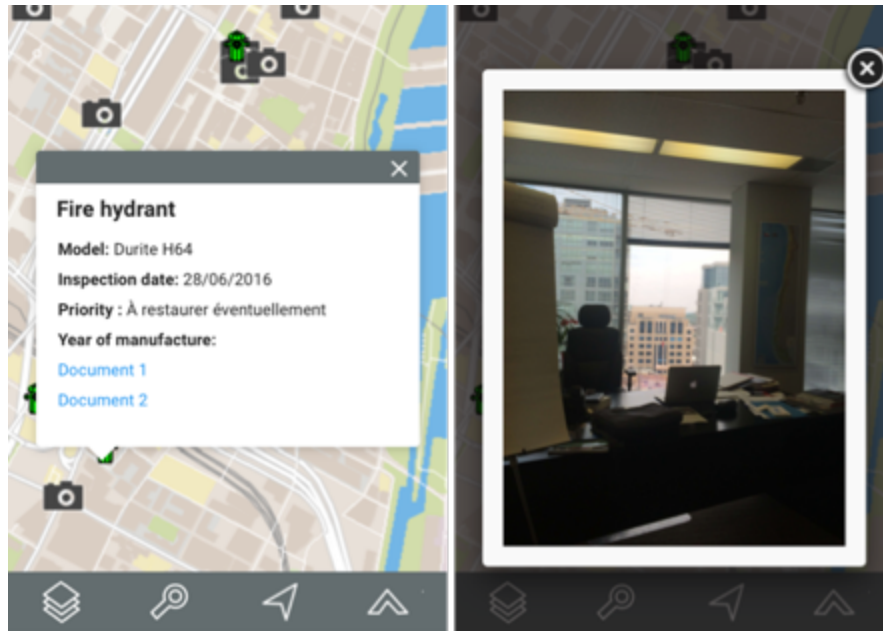 Fire hydrant
Model: Durite H64
Inspection date: 28/06/2016
Priority : À restaurer éventuellement
Year of manufacture:
Document 1
Document 2